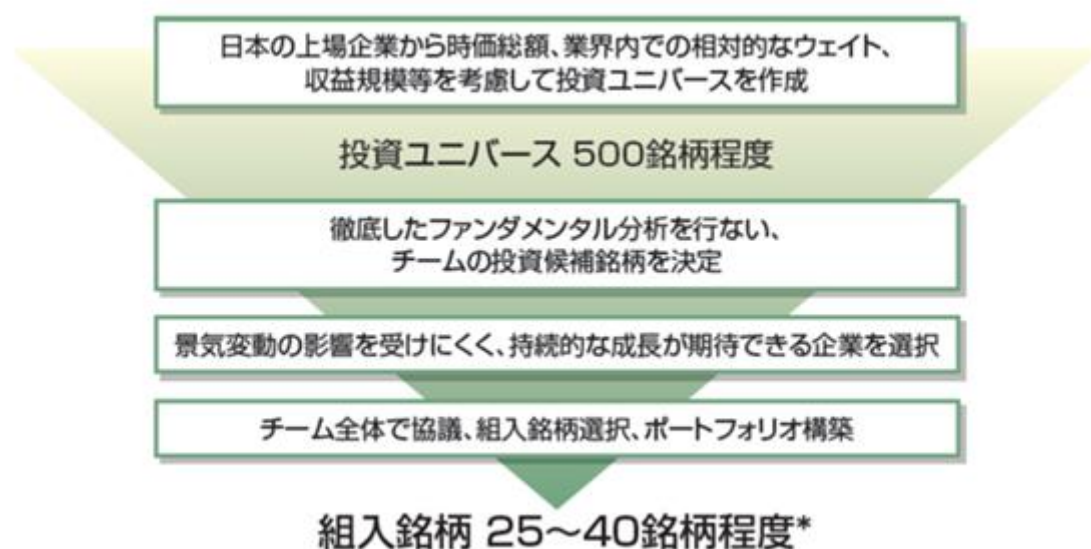 日本の上場企業から時価総額、業界内での相対的なウェイト、
収益規模等を考慮して投資ユニバースを作成
投資ユニバース 500銘柄程度
徹底したファンダメンタル分析を行ない、
チームの投資候補銘柄を決定
景気変動の影響を受けにくく、持続的な成長が期待できる企業を選択
チーム全体で協議、組入銘柄選択、ポートフォリオ構築
組入銘柄 25〜40銘柄程度*